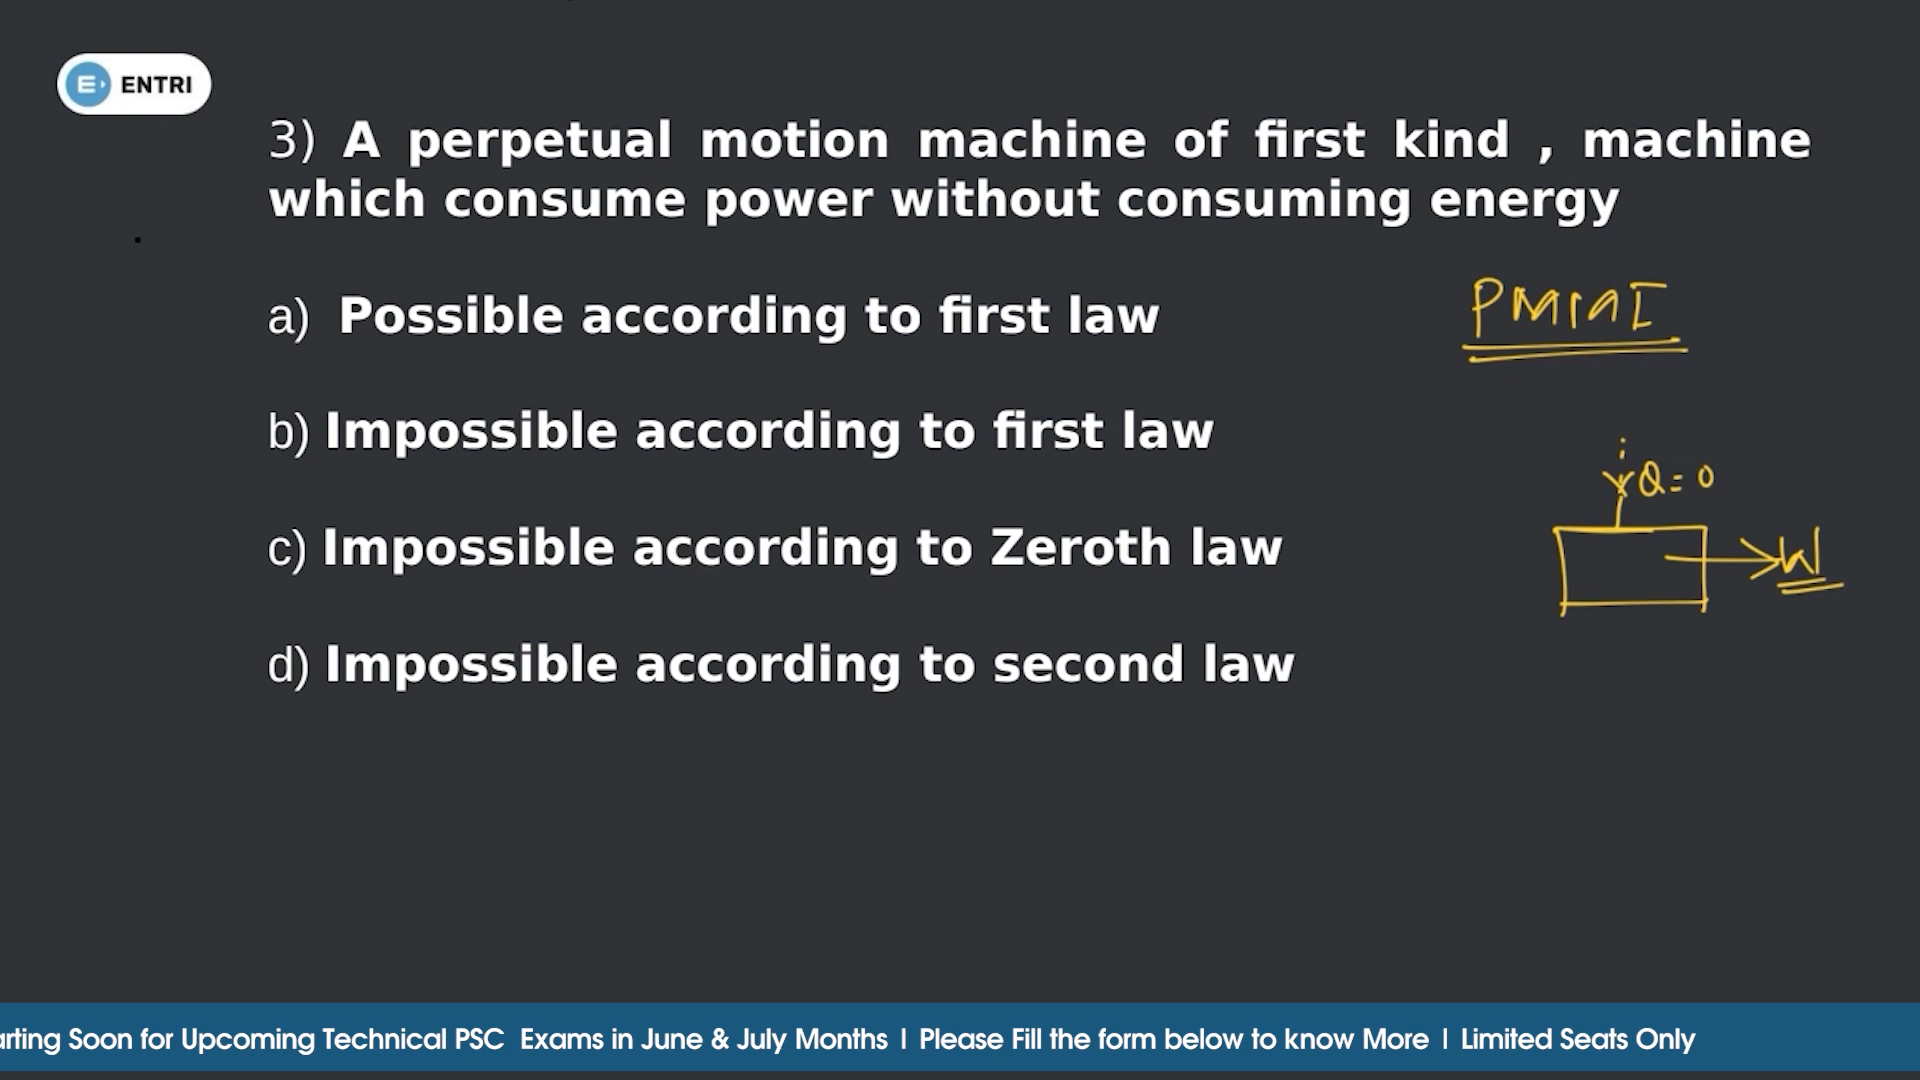 ENTRI
3) A perpetual motion machine of first kind , machine
which consume power without consuming energy
a) Possible according to first law
PMMI
b) Impossible according to first law
Q=0
c) Impossible according to Zeroth law
W
d) Impossible according to second law
arting Soon for Upcoming Technical PSC Exams in June & July Months | Please Fill the form below to know More | Limited Seats Only